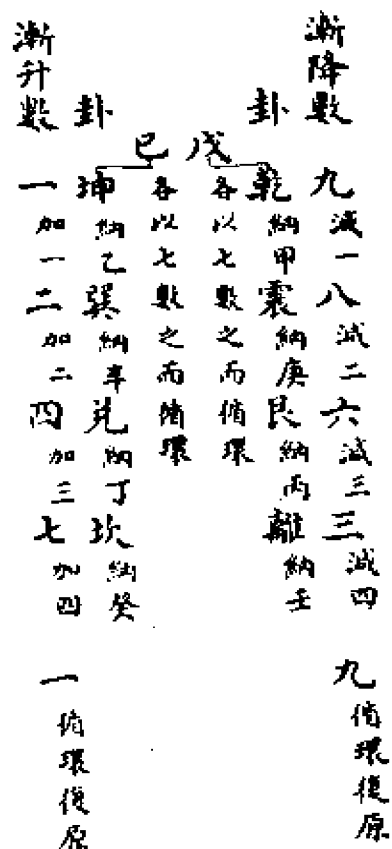 漸降數九減一八減二六減三三減四九循環復原
卦乾納甲震納庚艮納丙離納壬
戊各以七數之而循環
己各以七數之而循環
卦坤納乙巽納辛兌納丁坎納癸
漸升數一加一二加二四加三七加四一循環復原